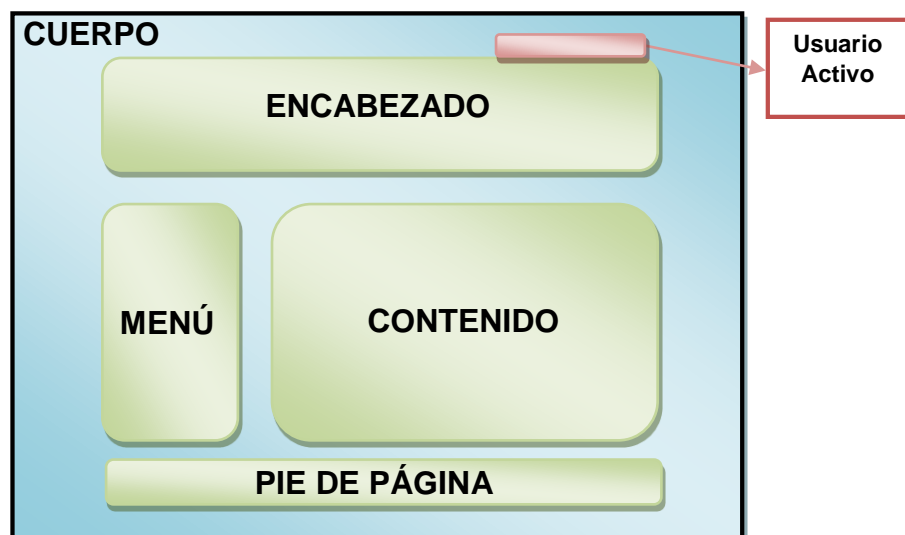 CUERPO
Usuario
Activo
ENCABEZADO
MENÚ
CONTENIDO
PIE DE PÁGINA